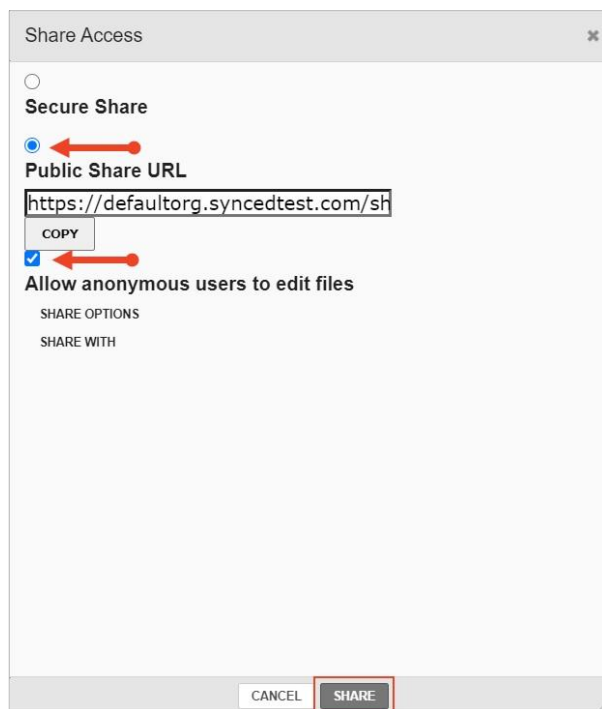 Share Access
Secure Share
Public Share URL
https://defaultorg.syncedtest.com/sh
COPY
Allow anonymous users to edit files
SHARE OPTIONS
SHARE WITH
CANCEL SHARE